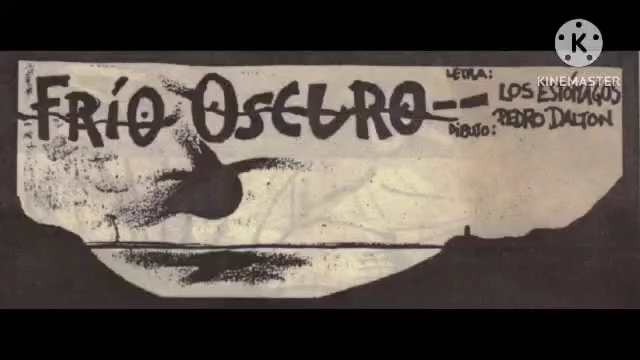 FRÍO OSCURO--
LETRA:
LOS ESTÓMAGOS
DIBUJO:
PEDRO DALTON
K
KINEMASTER